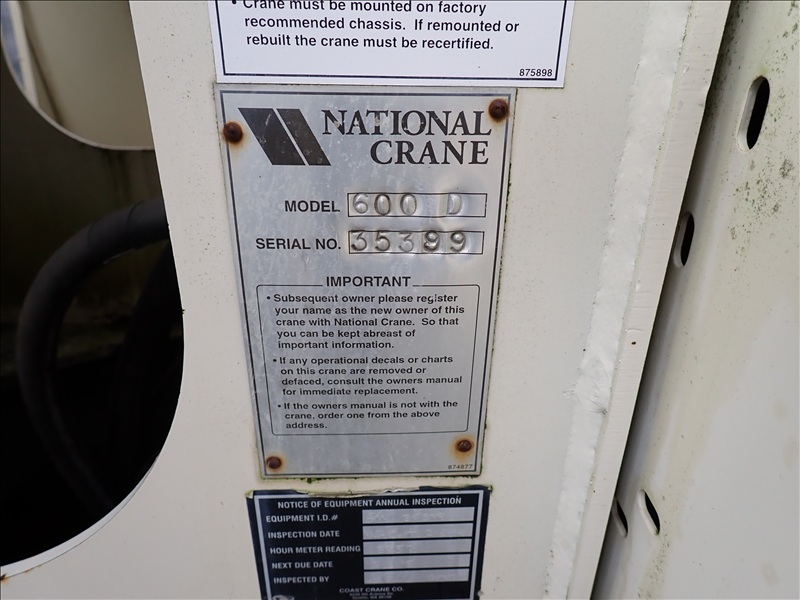 • Crane must be mounted on factory
recommended chassis. If remounted or
rebuilt the crane must be recertified.
875898
NATIONAL
CRANE
MODEL 600 D
SERIAL NO. 35399
IMPORTANT
• Subsequent owner please register
your name as the new owner of this
crane with National Crane. So that
you can be kept abreast of
important information.
• If any operational decals or charts
on this crane are removed or
defaced, consult the owners manual
for immediate replacement.
• If the owners manual is not with the
crane, order one from the above
address.
874877
NOTICE OF EQUIPMENT ANNUAL INSPECTION
EQUIPMENT I.D.#
INSPECTION DATE
HOUR METER READING
NEXT DUE DATE
INSPECTED BY
COAST CRANE CO.